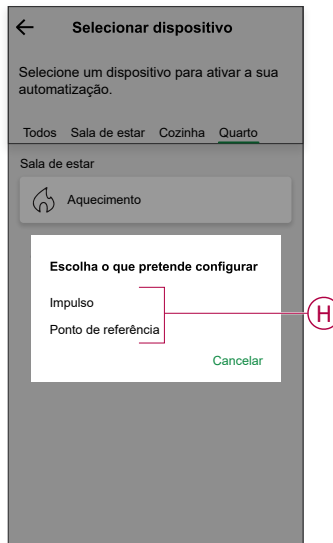 Selecionar dispositivo
Selecione um dispositivo para ativar a sua
automatização.
Todos Sala de estar Cozinha Quarto
Sala de estar
Aquecimento
Escolha o que pretende configurar
Impulso
Ponto de referência
H
Cancelar